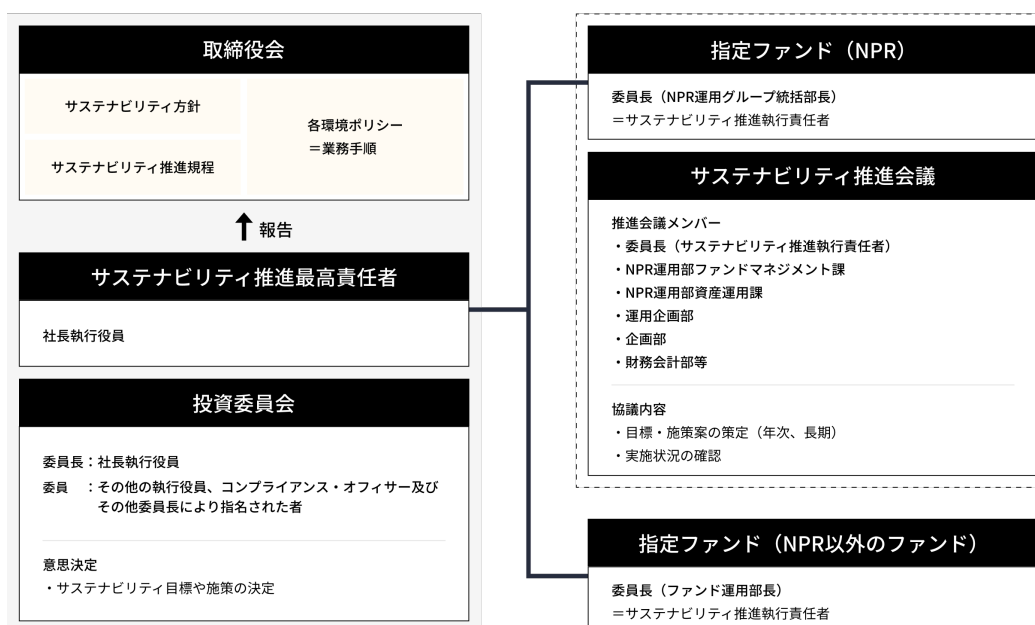 取締役会
サステナビリティ方針
サステナビリティ推進規程
各環境ポリシー
＝業務手順
報告
サステナビリティ推進最高責任者
社長執行役員
投資委員会
委員長：社長執行役員
委員　：その他の執行役員、コンプライアンス・オフィサー及び
その他委員長により指名された者
意思決定
・サステナビリティ目標や施策の決定
指定ファンド（NPR）
委員長（NPR運用グループ統括部長）
＝サステナビリティ推進執行責任者
サステナビリティ推進会議
推進会議メンバー
・委員長（サステナビリティ推進執行責任者）
・NPR運用部ファンドマネジメント課
・NPR運用部資産運用課
・運用企画部
・企画部
・財務会計部等
協議内容
・目標・施策案の策定（年次、長期）
・実施状況の確認
指定ファンド（NPR以外のファンド）
委員長（ファンド運用部長）
＝サステナビリティ推進執行責任者